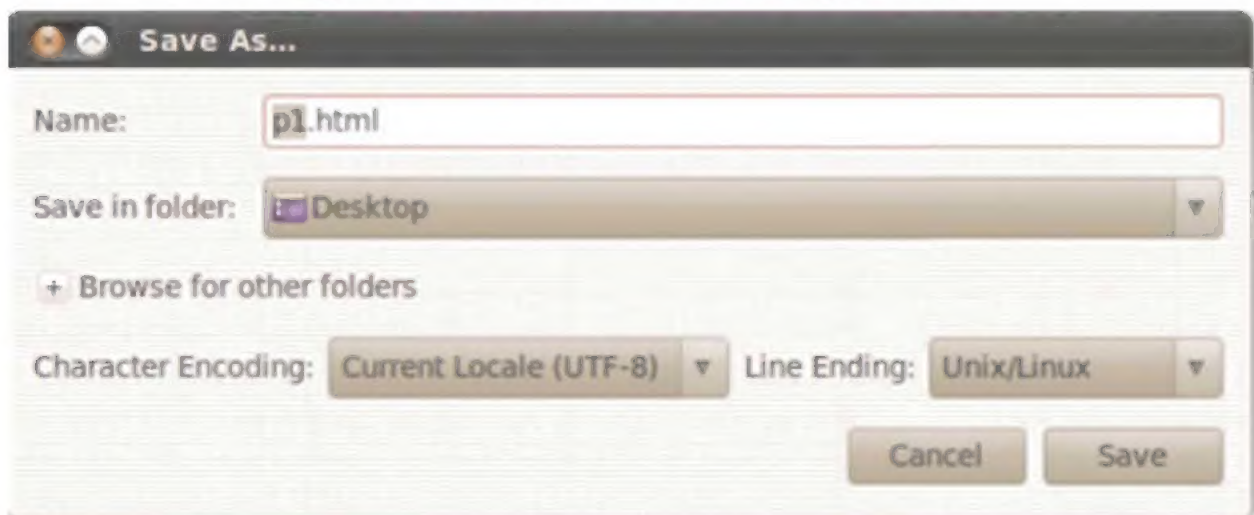 Save As...
Name: p1.html
Save in folder: Desktop
+ Browse for other folders
Character Encoding: Current Locale (UTF-8) Line Ending: Unix/Linux
Cancel Save